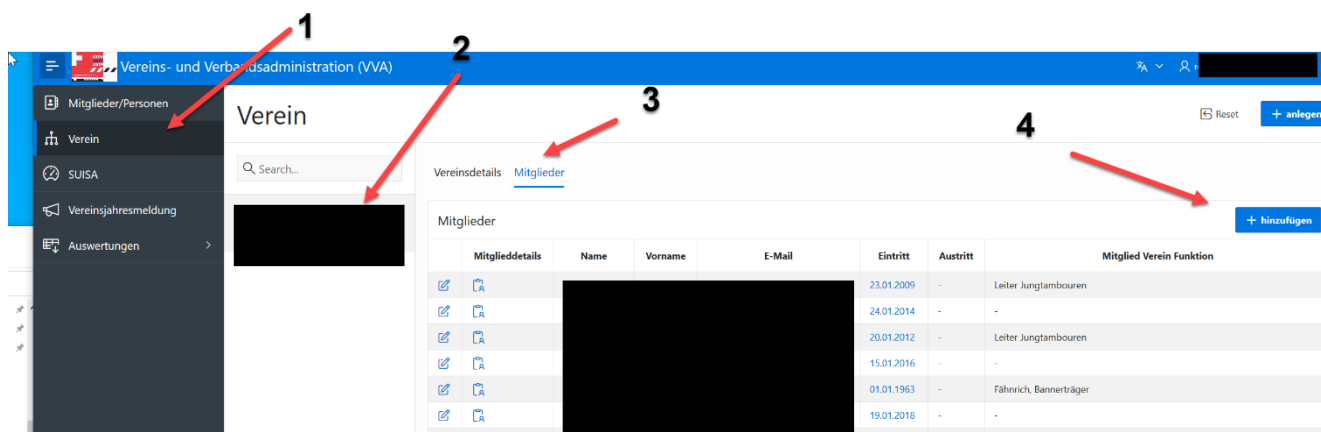 1
2
Vereins- und Verbandsadministration (VVA)
Mitglieder/Personen
Verein
SUISA
Vereinsjahresmeldung
Auswertungen
Verein
Reset
+ anlegen
3
4
Search...
Vereinsdetails Mitglieder
Mitglieder
+ hinzufügen
Mitglieddetails Name Vorname E-Mail Eintritt Austritt Mitglied Verein Funktion
23.01.2009 - Leiter Jungtambouren
24.01.2014 - -
20.01.2012 - Leiter Jungtambouren
15.01.2016 - -
01.01.1963 - Fähnrich, Bannerträger
19.01.2018 - -